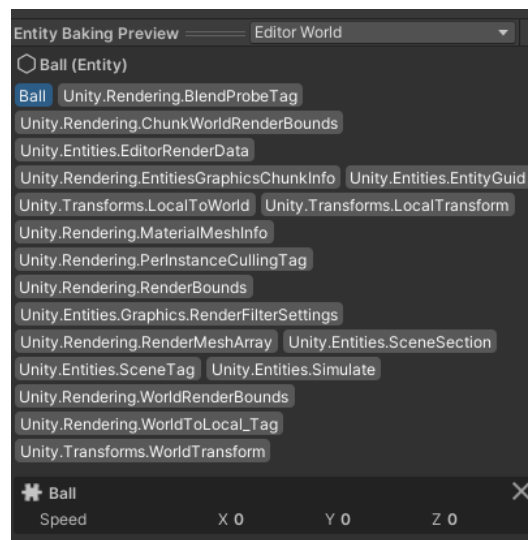 Entity Baking Preview Editor World
Ball (Entity)
Ball Unity.Rendering.BlendProbeTag
Unity.Rendering.ChunkWorldRenderBounds
Unity.Entities.EditorRenderData
Unity.Rendering.EntitiesGraphicsChunkInfo Unity.Entities.EntityGuid
Unity.Transforms.LocalToWorld Unity.Transforms.LocalTransform
Unity.Rendering.MaterialMeshInfo
Unity.Rendering.PerInstanceCullingTag
Unity.Rendering.RenderBounds
Unity.Entities.Graphics.RenderFilterSettings
Unity.Rendering.RenderMeshArray Unity.Entities.SceneSection
Unity.Entities.SceneTag Unity.Entities.Simulate
Unity.Rendering.WorldRenderBounds
Unity.Rendering.WorldToLocal_Tag
Unity.Transforms.WorldTransform
Ball
Speed X 0 Y 0 Z 0